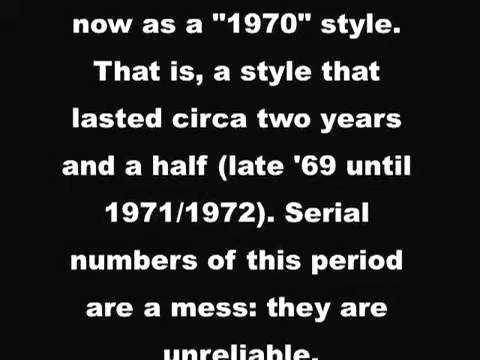 now as a "1970" style.
That is, a style that
lasted circa two years
and a half (late '69 until
1971/1972). Serial
numbers of this period
are a mess: they are
unreliable.